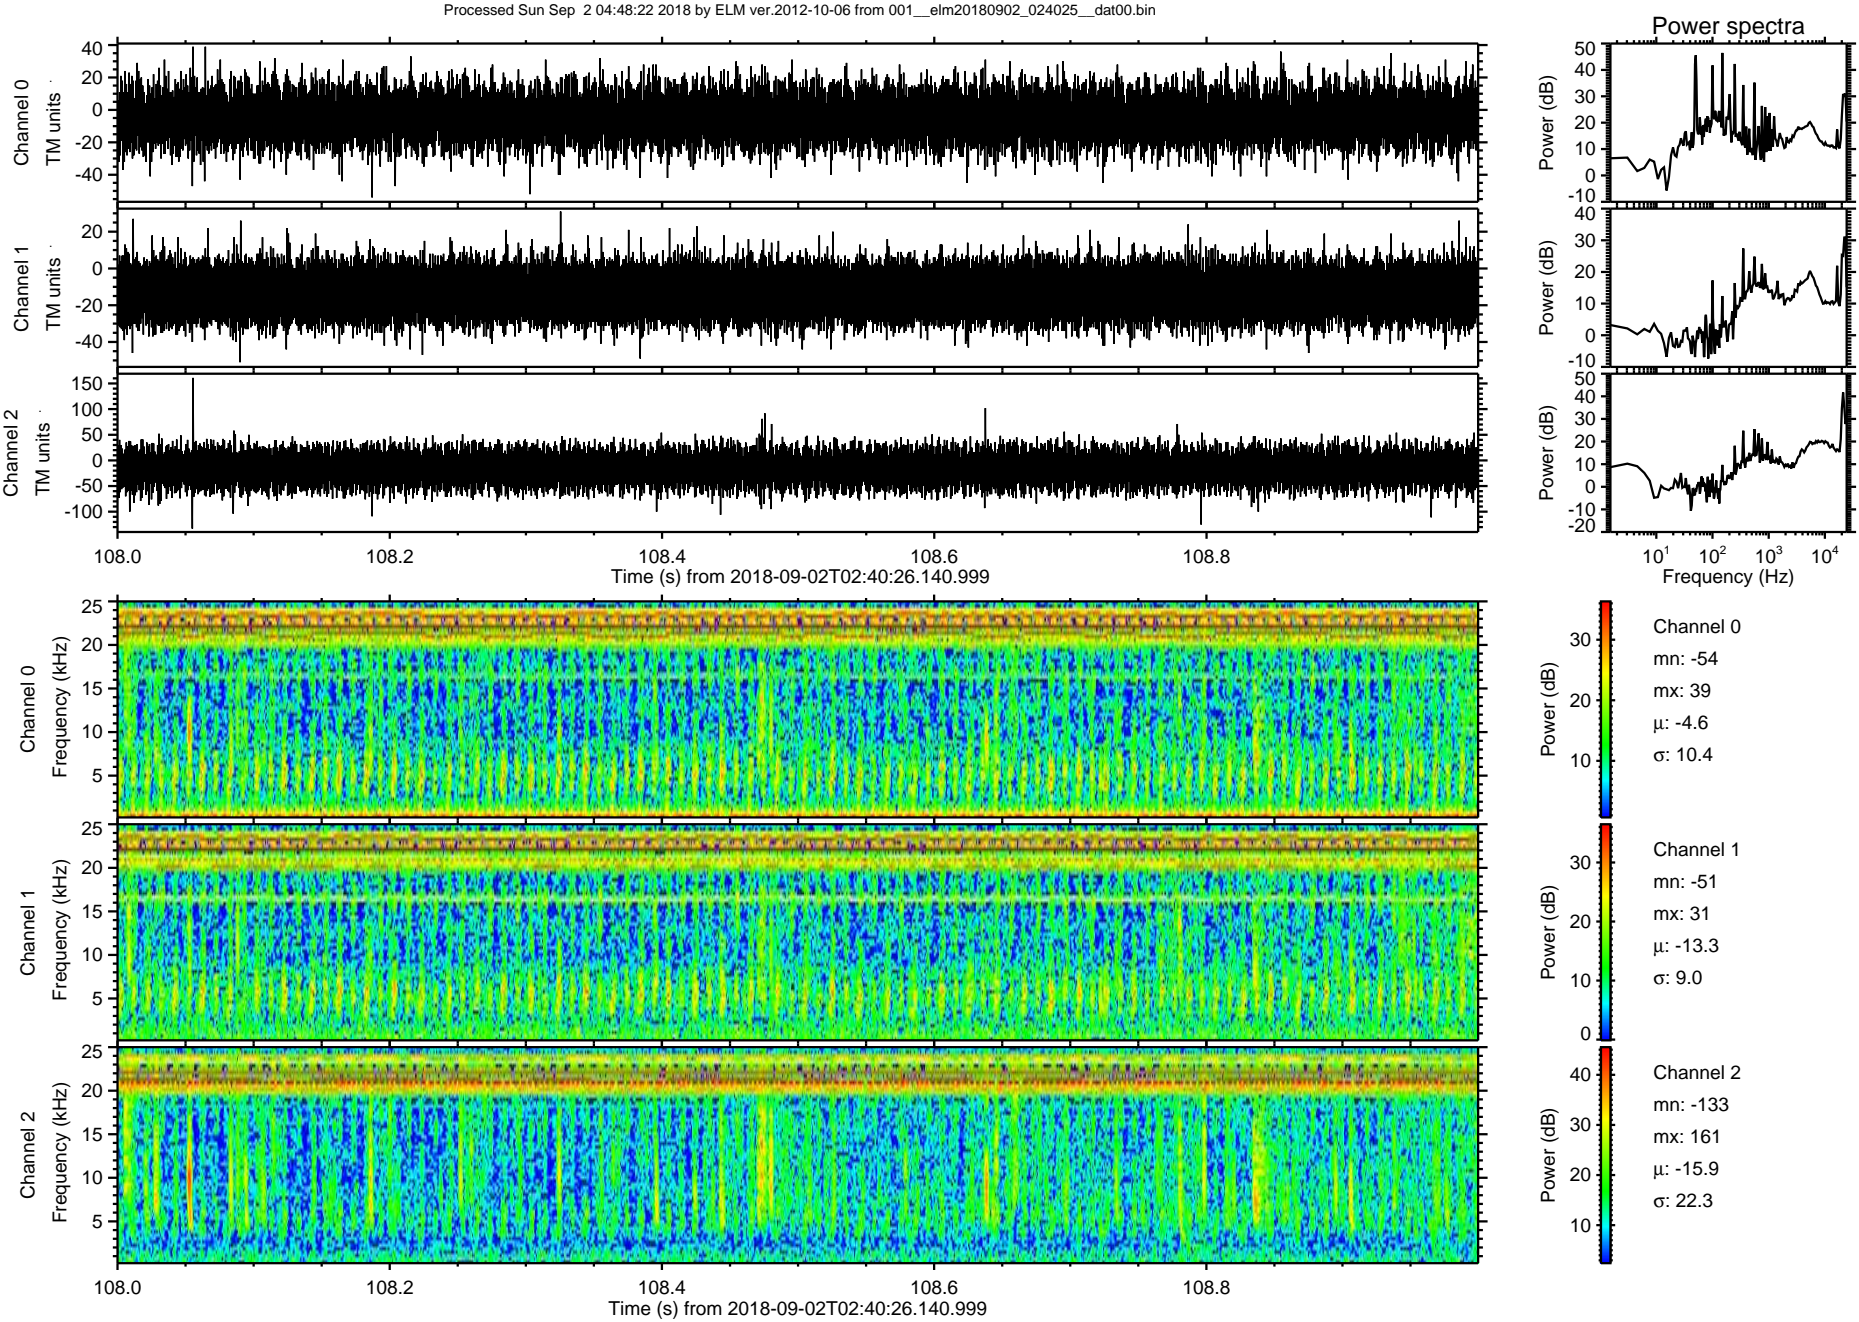 Processed Sun Sep  2 04:48:22 2018 by ELM ver.2012-10-06 from 001__elm20180902_024025__dat00.bin
Power spectra
Channel 0
TM units
40
20
0
-20
-40
Power (dB)
50
40
30
20
10
0
-10
Channel 1
TM units
20
0
-20
-40
Power (dB)
40
30
20
10
0
-10
Channel 2
TM units
150
100
50
0
-50
-100
Power (dB)
50
40
30
20
10
0
-10
-20
108.0 108.2 108.4 108.6 108.8
Time (s) from 2018-09-02T02:40:26.140.999
10^1 10^2 10^3 10^4
Frequency (Hz)
Channel 0
Frequency (kHz)
25
20
15
10
5
Power (dB)
30
20
10
Channel 0
mn: -54
mx: 39
μ: -4.6
σ: 10.4
Channel 1
Frequency (kHz)
25
20
15
10
5
Power (dB)
30
20
10
0
Channel 1
mn: -51
mx: 31
μ: -13.3
σ: 9.0
Channel 2
Frequency (kHz)
25
20
15
10
5
Power (dB)
40
30
20
10
Channel 2
mn: -133
mx: 161
μ: -15.9
σ: 22.3
108.0 108.2 108.4 108.6 108.8
Time (s) from 2018-09-02T02:40:26.140.999